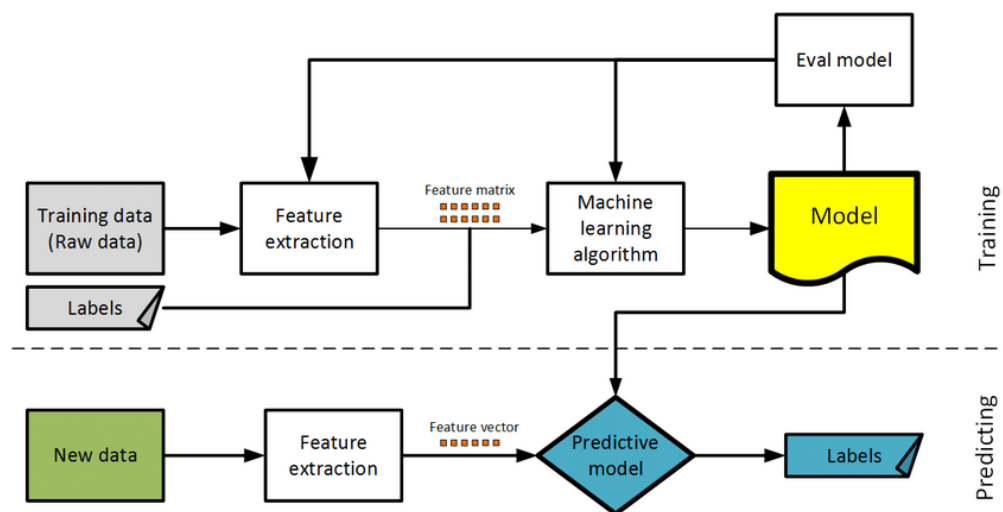 Eval model
Training data
(Raw data)
Feature
extraction
Feature matrix
Machine
learning
algorithm
Model
Training
Labels
New data
Feature
extraction
Feature vector
Predictive
model
Labels
Predicting